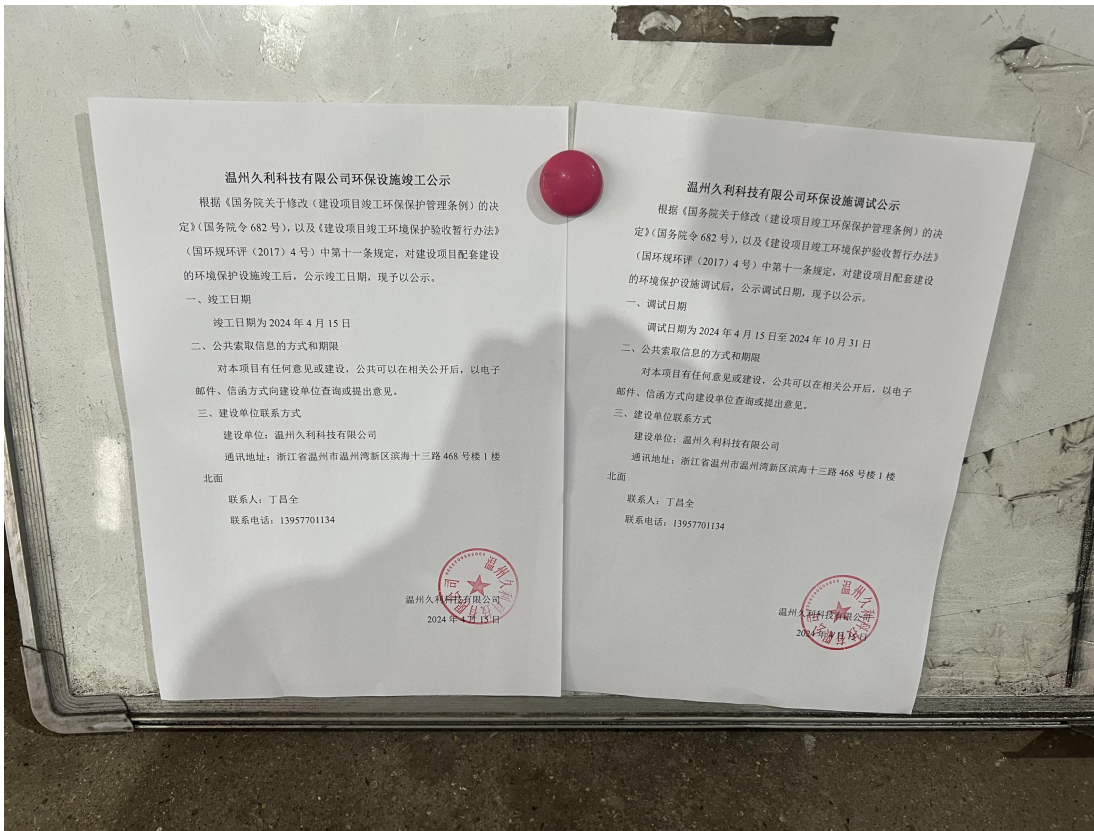 温州久利科技有限公司环保设施竣工公示
根据《国务院关于修改（建设项目竣工环保保护管理条例）的决
定》（国务院令 682 号），以及《建设项目竣工环境保护验收暂行办法》
（国环规环评（2017）4 号）中第十一条规定，对建设项目配套建设
的环境保护设施竣工后，公示竣工日期，现予以公示。
一、竣工日期
竣工日期为 2024 年 4 月 15 日
二、公共索取信息的方式和期限
对本项目有任何意见或建设，公共可以在相关公开后，以电子
邮件、信函方式向建设单位查询或提出意见。
三、建设单位联系方式
建设单位：温州久利科技有限公司
通讯地址：浙江省温州市温州湾新区滨海十三路 468 号楼 1 楼
北面
联系人：丁昌全
联系电话：13957701134
温州久利科技有限公司
2024 年 4 月 15 日
温州久利科技有限公司
温州久利科技有限公司环保设施调试公示
根据《国务院关于修改（建设项目竣工环保保护管理条例）的决
定》（国务院令 682 号），以及《建设项目竣工环境保护验收暂行办法》
（国环规环评（2017）4 号）中第十一条规定，对建设项目配套建设
的环境保护设施调试后，公示调试日期，现予以公示。
一、调试日期
调试日期为 2024 年 4 月 15 日至 2024 年 10 月 31 日
二、公共索取信息的方式和期限
对本项目有任何意见或建设，公共可以在相关公开后，以电子
邮件、信函方式向建设单位查询或提出意见。
三、建设单位联系方式
建设单位：温州久利科技有限公司
通讯地址：浙江省温州市温州湾新区滨海十三路 468 号楼 1 楼
北面
联系人：丁昌全
联系电话：13957701134
温州久利科技有限公司
2024 年 4 月 15 日
温州久利科技有限公司